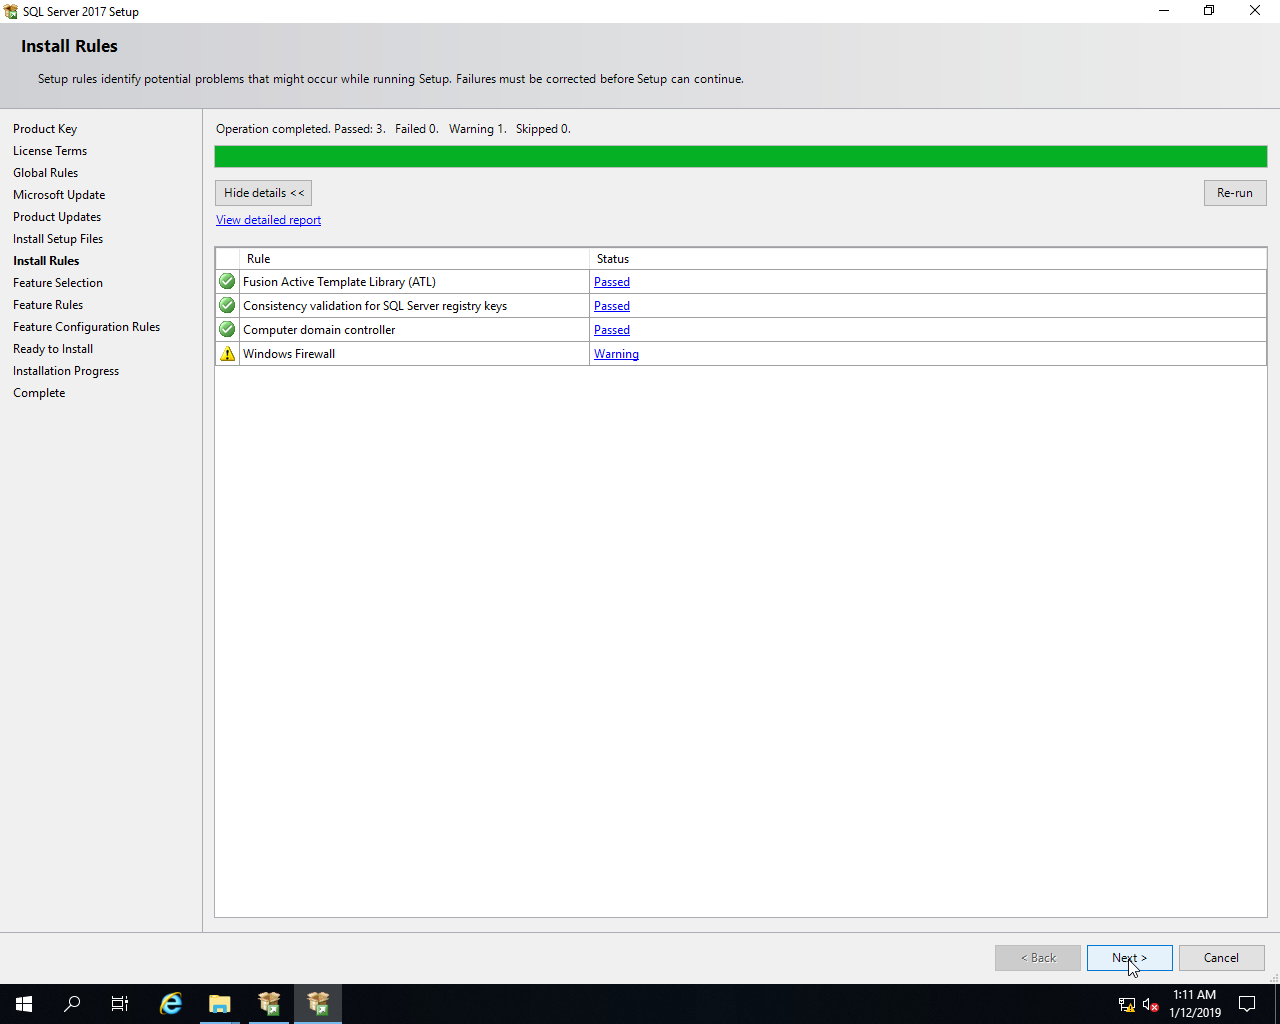 SQL Server 2017 Setup
Install Rules
Setup rules identify potential problems that might occur while running Setup. Failures must be corrected before Setup can continue.
Product Key
License Terms
Global Rules
Microsoft Update
Product Updates
Install Setup Files
Install Rules
Feature Selection
Feature Rules
Feature Configuration Rules
Ready to Install
Installation Progress
Complete
Operation completed. Passed: 3.   Failed 0.   Warning 1.   Skipped 0.
Hide details <<
Re-run
View detailed report
Rule Status
Fusion Active Template Library (ATL) Passed
Consistency validation for SQL Server registry keys Passed
Computer domain controller Passed
Windows Firewall Warning
< Back
Next >
Cancel
1:11 AM
1/12/2019